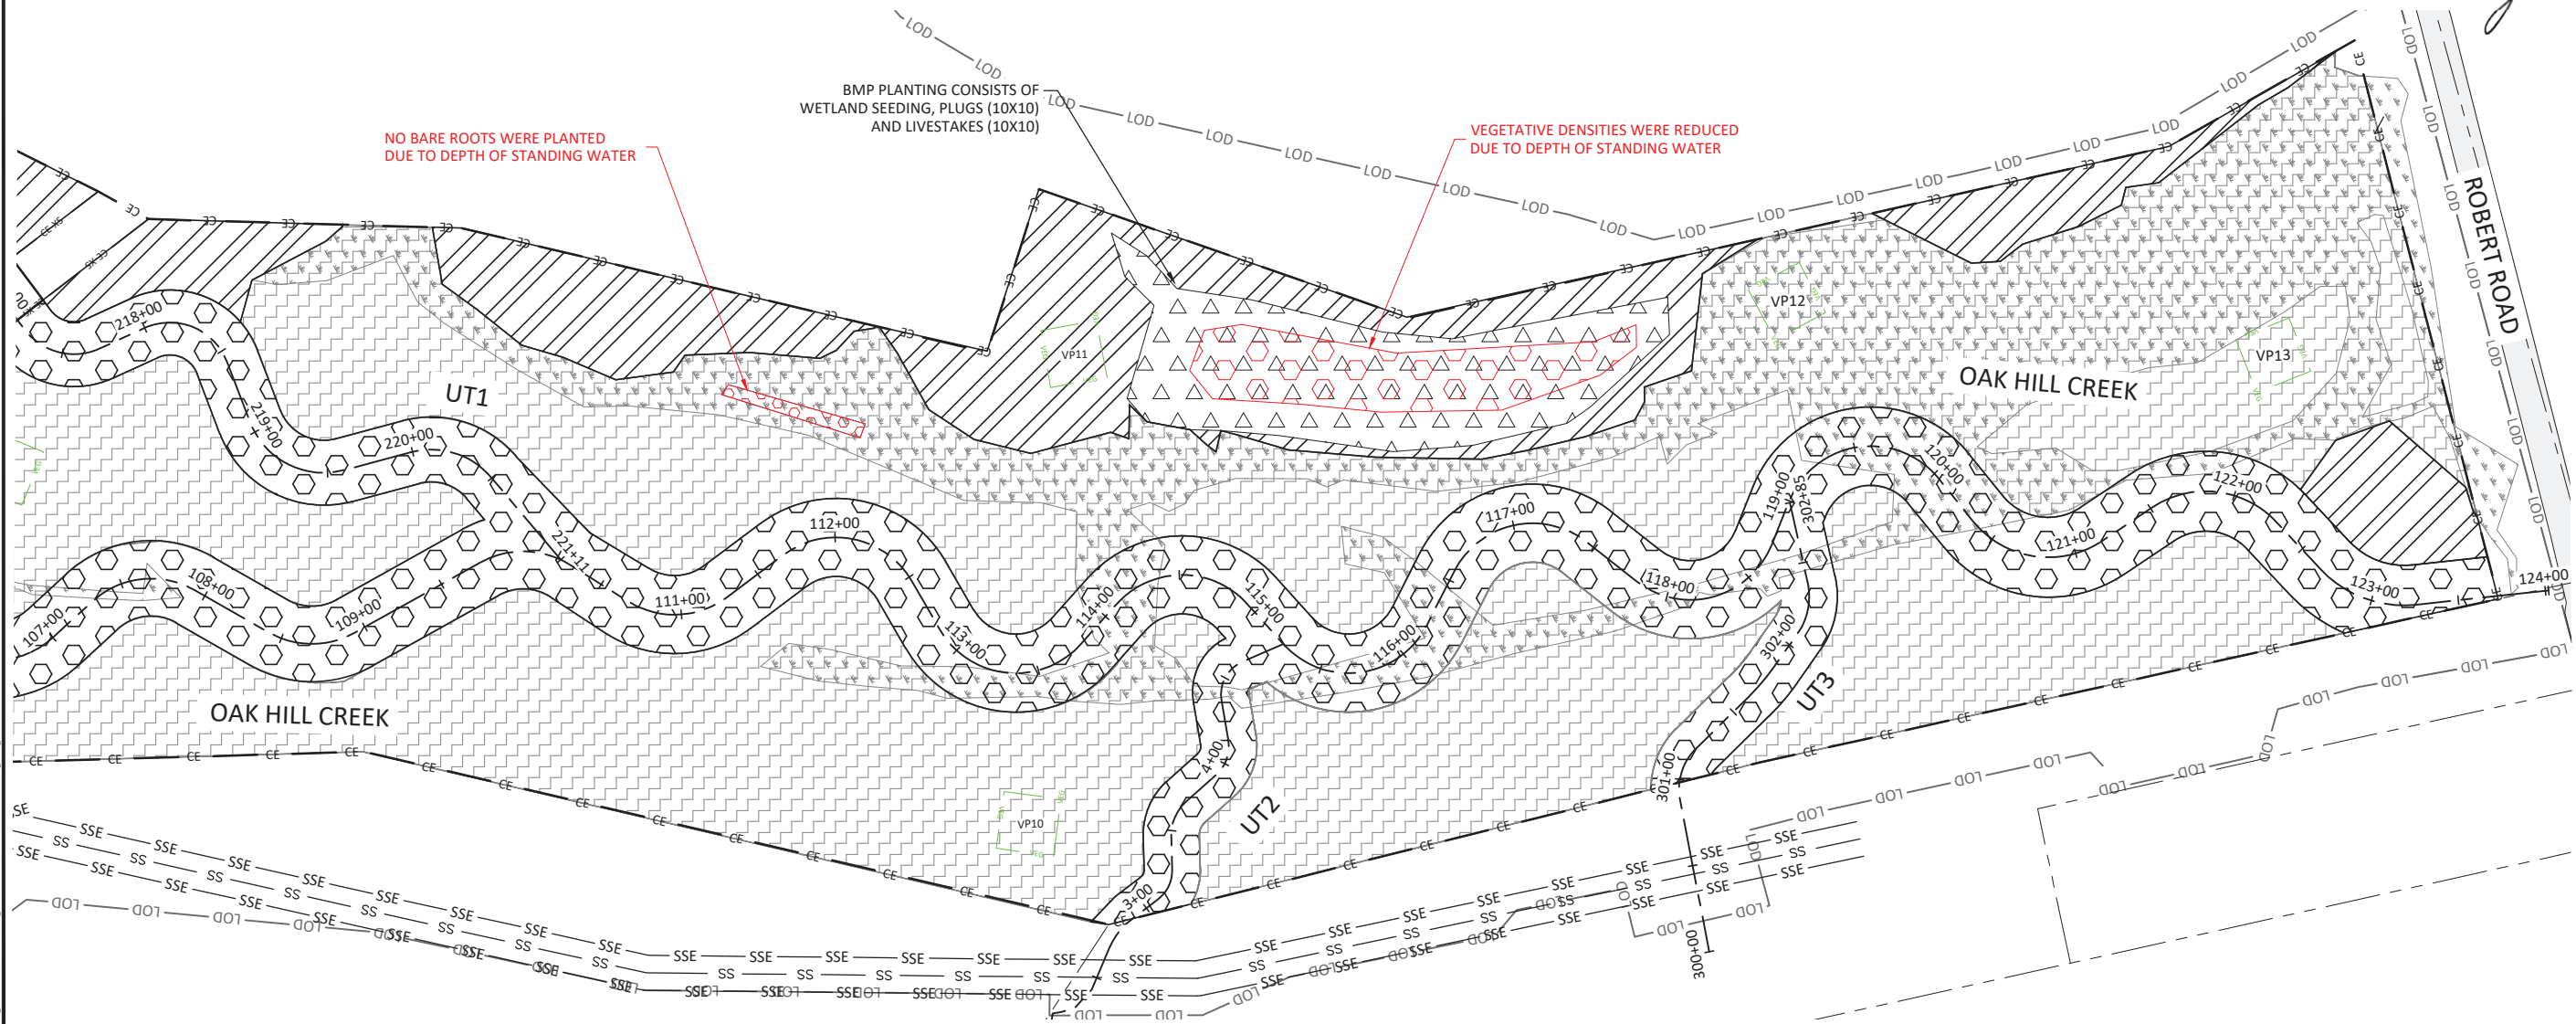 BMP PLANTING CONSISTS OF
WETLAND SEEDING, PLUGS (10X10)
AND LIVESTAKES (10X10)
NO BARE ROOTS WERE PLANTED
DUE TO DEPTH OF STANDING WATER
VEGETATIVE DENSITIES WERE REDUCED
DUE TO DEPTH OF STANDING WATER
ROBERT ROAD
OAK HILL CREEK
OAK HILL CREEK
UT1
UT2
UT3
VP10
VP11
VP12
VP13
107+00
108+00
109+00
111+00
112+00
113+00
114+00
115+00
116+00
117+00
118+00
119+00
120+00
121+00
122+00
123+00
124+00
218+00
219+00
220+00
221+11
3+00
4+00
300+00
301+00
302+00
302+85
LOD
CE
SSE
SS
VEG